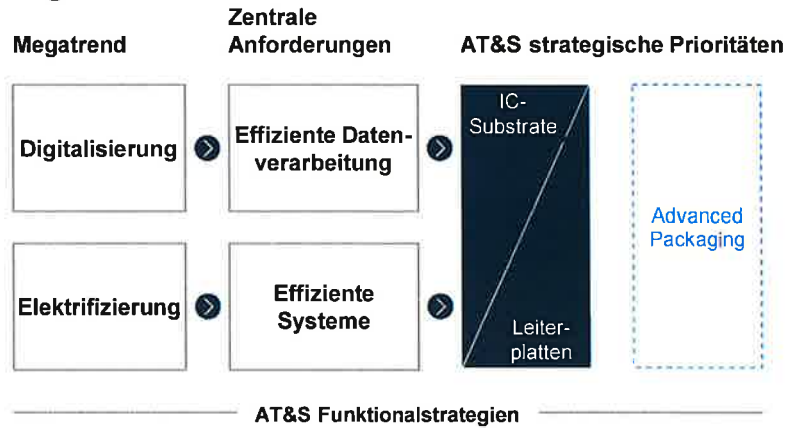 Megatrend
Zentrale
Anforderungen
AT&S strategische Prioritäten
Digitalisierung
Effiziente Daten-
verarbeitung
IC-
Substrate
Advanced
Packaging
Elektrifizierung
Effiziente
Systeme
Leiter-
platten
AT&S Funktionalstrategien